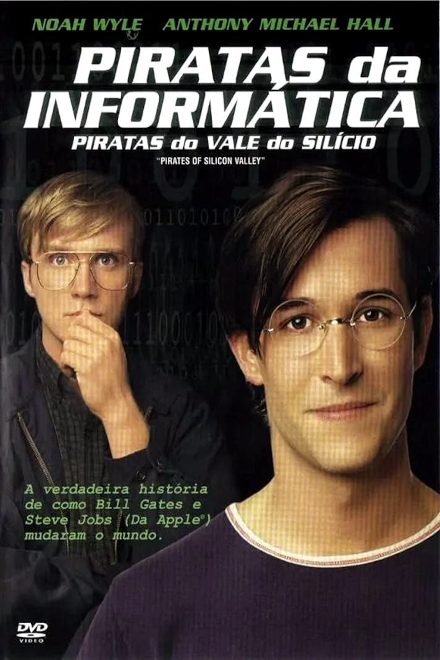 NOAH WYLE ANTHONY MICHAEL HALL
PIRATAS da
INFORMÁTICA
PIRATAS do VALE do SILÍCIO
"PIRATES OF SILICON VALLEY"
A verdadeira história
de como Bill Gates e
Steve Jobs (Da Apple®)
mudaram o mundo.
DVD
VIDEO